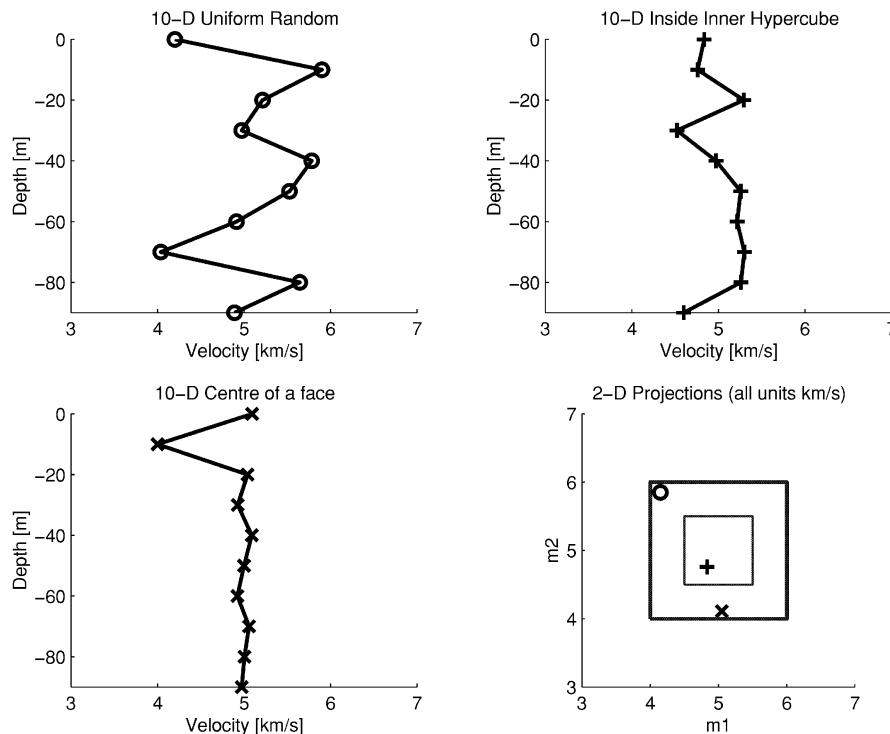 10-D Uniform Random
0
−20
−40
−60
−80
Depth [m]
3 4 5 6 7
Velocity [km/s]
10-D Inside Inner Hypercube
0
−20
−40
−60
−80
Depth [m]
3 4 5 6 7
Velocity [km/s]
10-D Centre of a face
0
−20
−40
−60
−80
Depth [m]
3 4 5 6 7
Velocity [km/s]
2-D Projections (all units km/s)
7
6
5
4
3
m2
3 4 5 6 7
m1